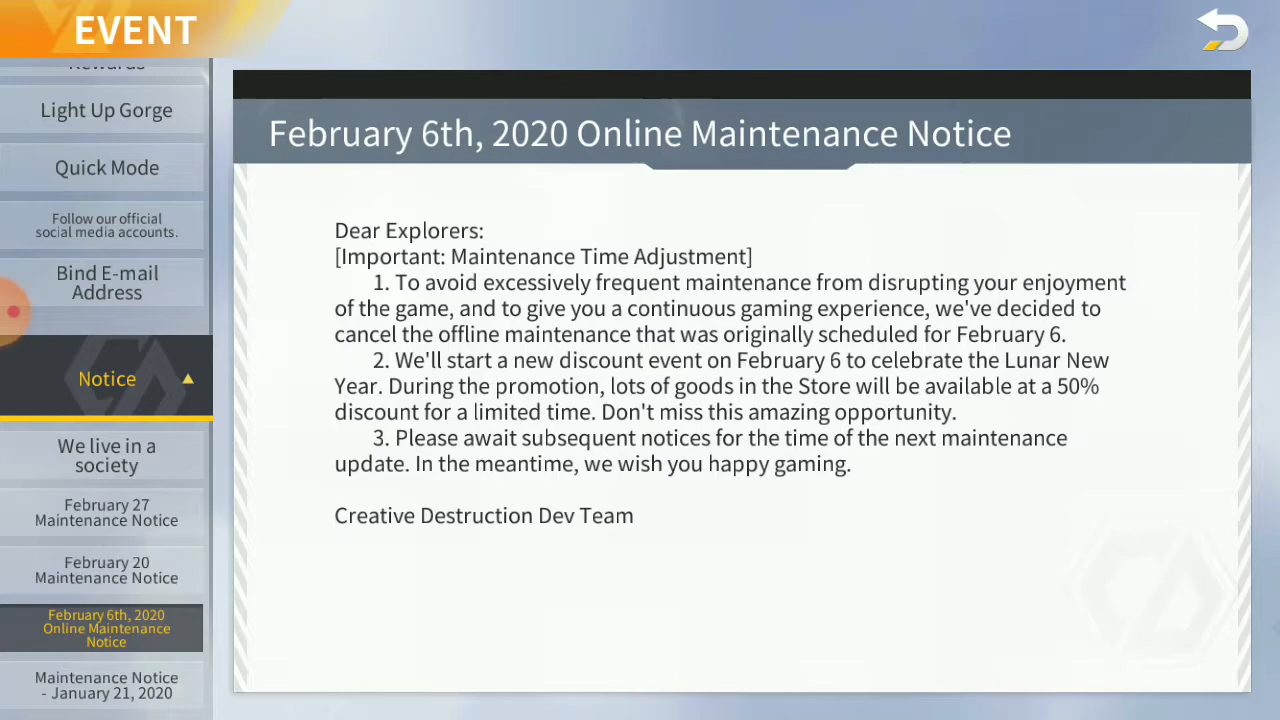 EVENT
Rewards
Light Up Gorge
Quick Mode
Follow our official
social media accounts.
Bind E-mail
Address
Notice
We live in a
society
February 27
Maintenance Notice
February 20
Maintenance Notice
February 6th, 2020
Online Maintenance
Notice
Maintenance Notice
- January 21, 2020
February 6th, 2020 Online Maintenance Notice
Dear Explorers:
[Important: Maintenance Time Adjustment]
1. To avoid excessively frequent maintenance from disrupting your enjoyment
of the game, and to give you a continuous gaming experience, we've decided to
cancel the offline maintenance that was originally scheduled for February 6.
2. We'll start a new discount event on February 6 to celebrate the Lunar New
Year. During the promotion, lots of goods in the Store will be available at a 50%
discount for a limited time. Don't miss this amazing opportunity.
3. Please await subsequent notices for the time of the next maintenance
update. In the meantime, we wish you happy gaming.
Creative Destruction Dev Team